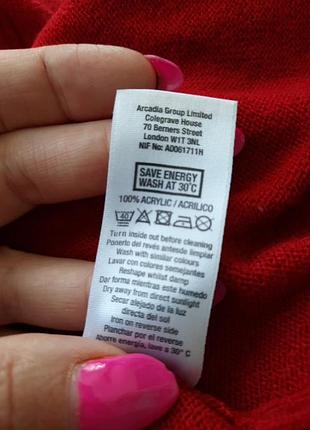 Arcadia Group Limited
Colegrave House
70 Berners Street
London W1T 3NL
NIF No: A0061711H
SAVE ENERGY
WASH AT 30°C
100% ACRYLIC / ACRILICO
40
Turn inside out before cleaning
Ponerlo del revés antes de limpiar
Wash with similar colours
Lavar con colores semejantes
Reshape whilst damp
Dar forma mientras este humedo
Dry away from direct sunlight
Secar alejado de la luz
directa del sol
Iron on reverse side
Planchar por el revés
Ahorre energía, lave a 30° C